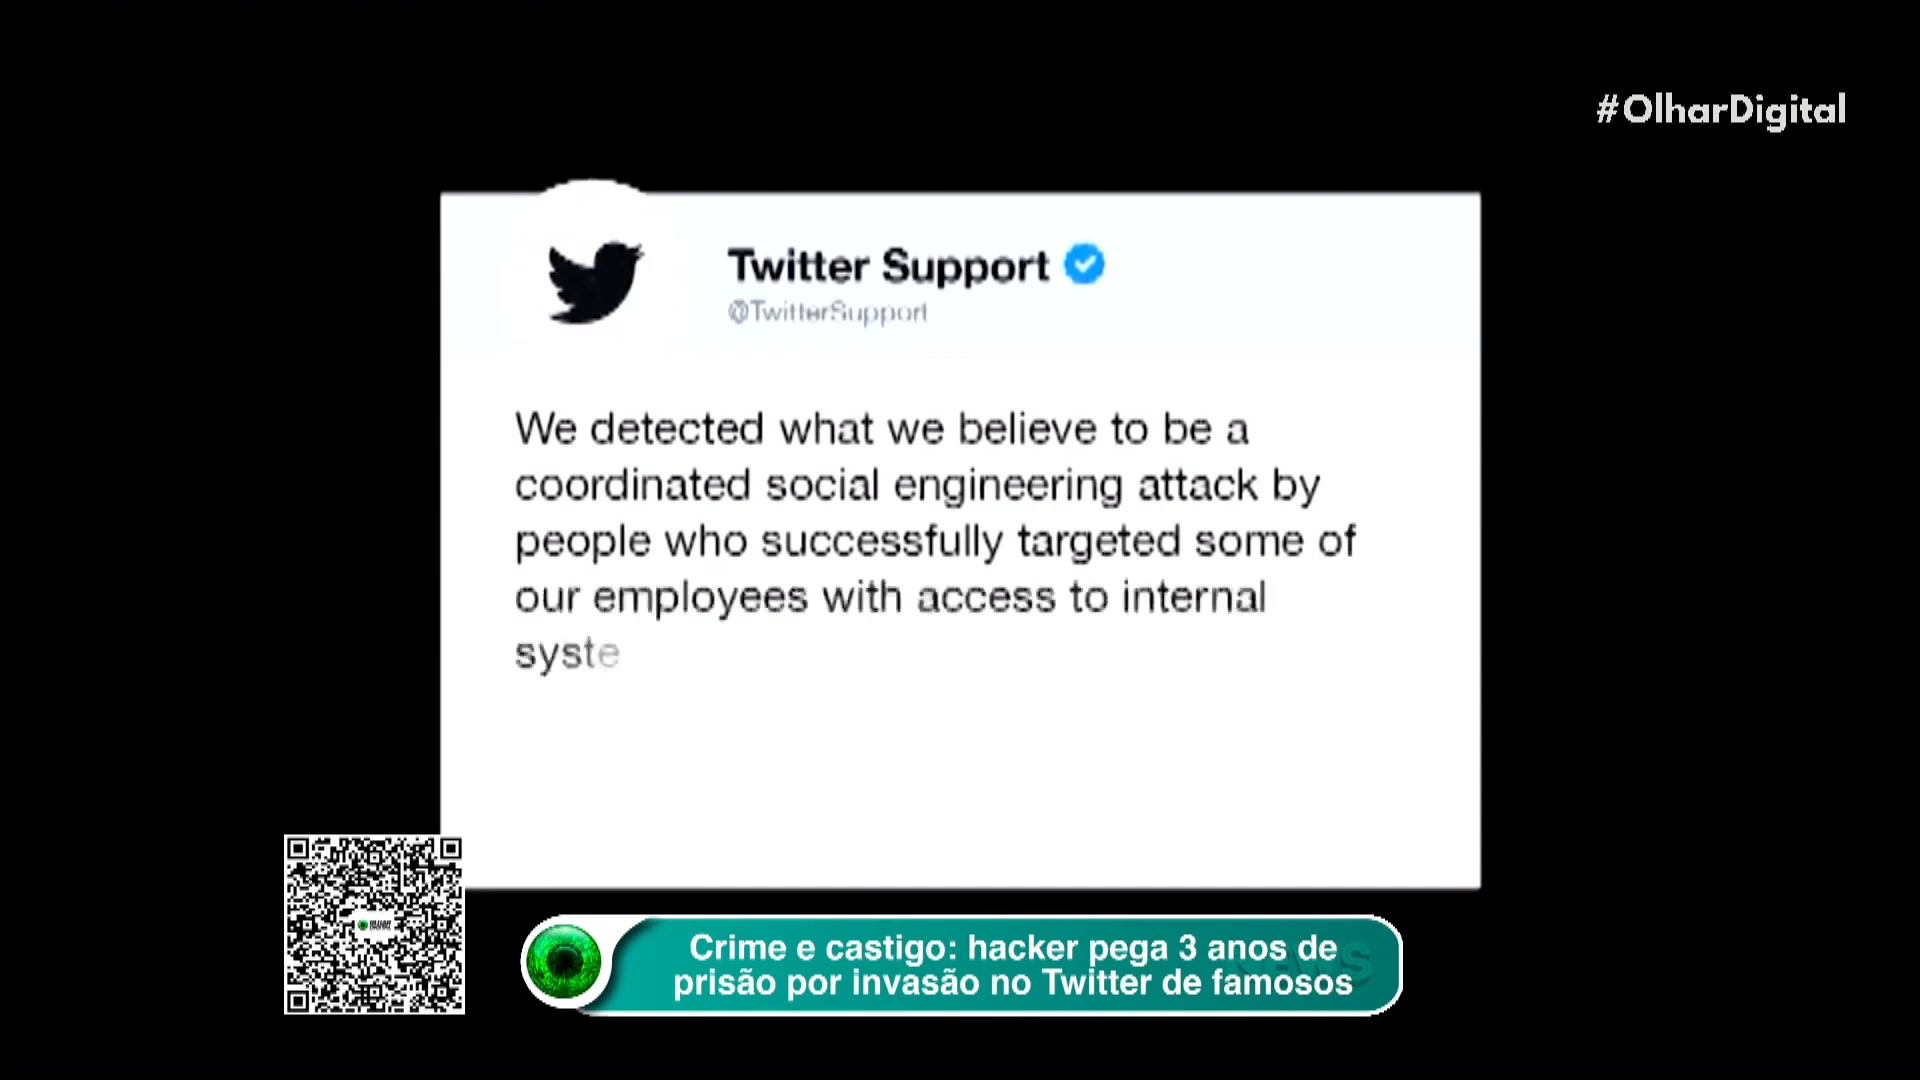 #OlharDigital
Twitter Support
@TwitterSupport
We detected what we believe to be a
coordinated social engineering attack by
people who successfully targeted some of
our employees with access to internal
syste
Crime e castigo: hacker pega 3 anos de
prisão por invasão no Twitter de famosos
NEWS